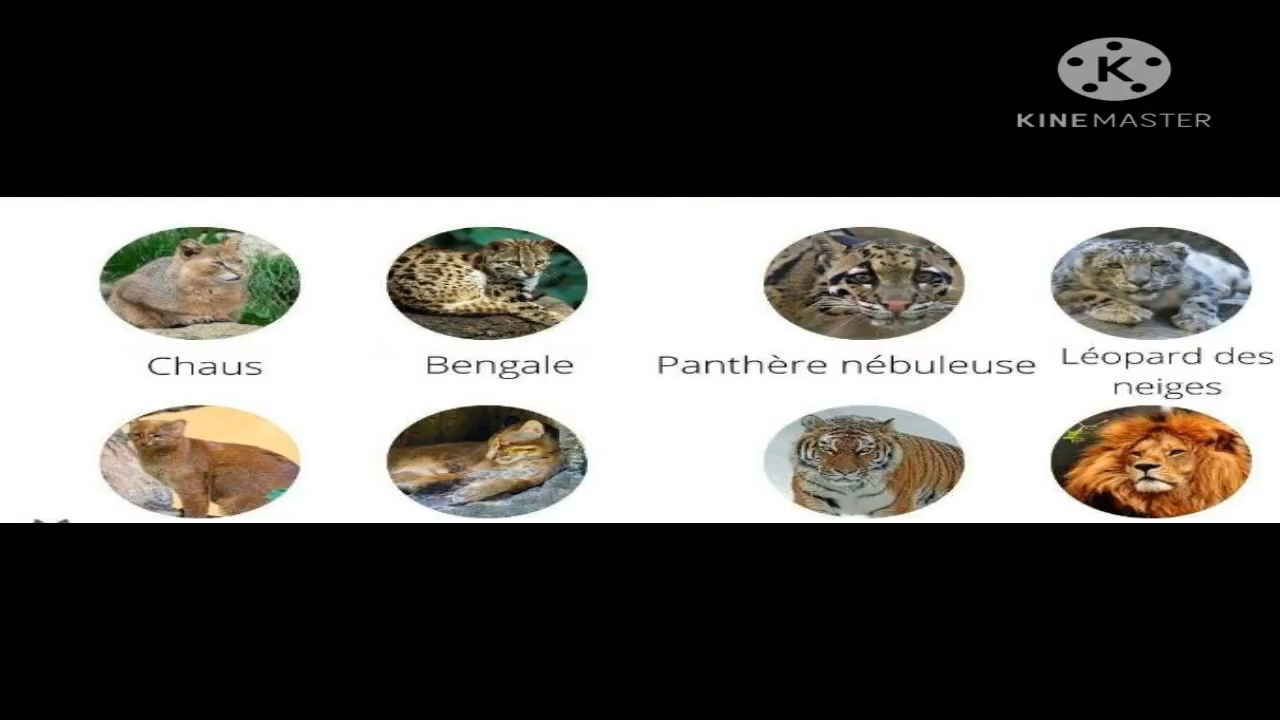 K
KINEMASTER
Chaus
Bengale
Panthère nébuleuse
Léopard des
neiges